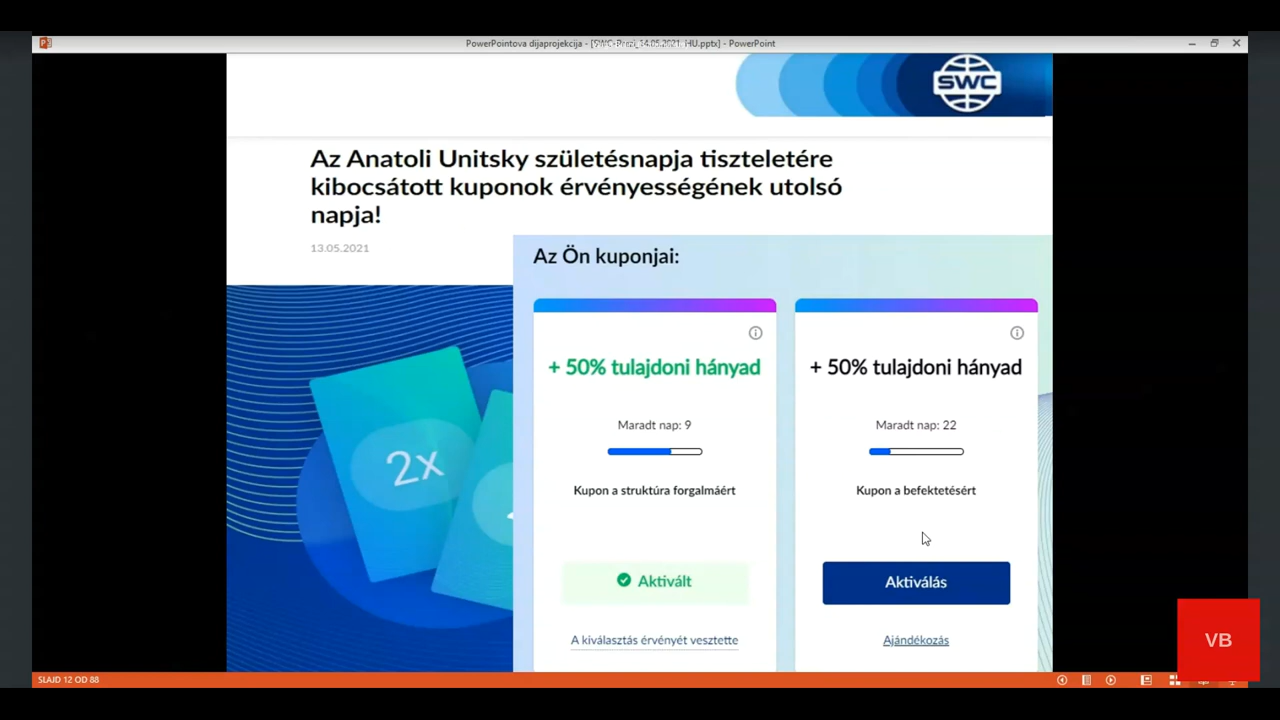 PowerPointova dijaprojekcija - [SWC-Prezi_14.05.2021. HU.pptx] - PowerPoint
SWC
Az Anatoli Unitsky születésnapja tiszteletére
kibocsátott kuponok érvényességének utolsó
napja!
13.05.2021
Az Ön kuponjai:
+ 50% tulajdoni hányad
Maradt nap: 9
Kupon a struktúra forgalmáért
Aktivált
A kiválasztás érvényét vesztette
+ 50% tulajdoni hányad
Maradt nap: 22
Kupon a befektetésért
Aktiválás
Ajándékozás
2x
VB
SLAJD 12 OD 88